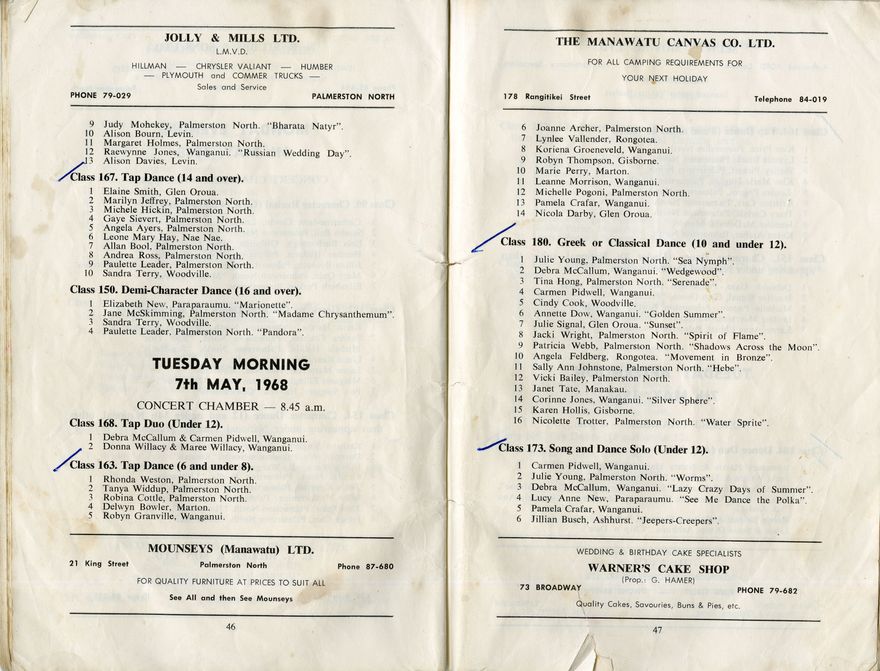 JOLLY & MILLS LTD.
L.M.V.D.
HILLMAN — CHRYSLER VALIANT — HUMBER
— PLYMOUTH and COMMER TRUCKS —
Sales and Service
PHONE 79-029 PALMERSTON NORTH
9 Judy Mohekey, Palmerston North. "Bharata Natyr".
10 Alison Bourn, Levin.
11 Margaret Holmes, Palmerston North.
12 Raewynne Jones, Wanganui. "Russian Wedding Day".
13 Alison Davies, Levin.
Class 167. Tap Dance (14 and over).
1 Elaine Smith, Glen Oroua.
2 Marilyn Jeffrey, Palmerston North.
3 Michele Hickin, Palmerston North.
4 Gaye Sievert, Palmerston North.
5 Angela Ayers, Palmerston North.
6 Leone Mary Hay, Nae Nae.
7 Allan Bool, Palmerston North.
8 Andrea Ross, Palmerston North.
9 Paulette Leader, Palmerston North.
10 Sandra Terry, Woodville.
Class 150. Demi-Character Dance (16 and over).
1 Elizabeth New, Paraparaumu. "Marionette".
2 Jane McSkimming, Palmerston North. "Madame Chrysanthemum".
3 Sandra Terry, Woodville.
4 Paulette Leader, Palmerston North. "Pandora".
TUESDAY MORNING
7th MAY, 1968
CONCERT CHAMBER — 8.45 a.m.
Class 168. Tap Duo (Under 12).
1 Debra McCallum & Carmen Pidwell, Wanganui.
2 Donna Willacy & Maree Willacy, Wanganui.
Class 163. Tap Dance (6 and under 8).
1 Rhonda Weston, Palmerston North.
2 Tanya Widdup, Palmerston North.
3 Robina Cottle, Palmerston North.
4 Delwyn Bowler, Marton.
5 Robyn Granville, Wanganui.
MOUNSEYS (Manawatu) LTD.
21 King Street Palmerston North Phone 87-680
FOR QUALITY FURNITURE AT PRICES TO SUIT ALL
See All and then See Mounseys
46
THE MANAWATU CANVAS CO. LTD.
FOR ALL CAMPING REQUIREMENTS FOR
YOUR NEXT HOLIDAY
178 Rangitikei Street Telephone 84-019
6 Joanne Archer, Palmerston North.
7 Lynlee Vallender, Rongotea.
8 Koriena Groeneveld, Wanganui.
9 Robyn Thompson, Gisborne.
10 Marie Perry, Marton.
11 Leanne Morrison, Wanganui.
12 Michelle Pogoni, Palmerston North.
13 Pamela Crafar, Wanganui.
14 Nicola Darby, Glen Oroua.
Class 180. Greek or Classical Dance (10 and under 12).
1 Julie Young, Palmerston North. "Sea Nymph".
2 Debra McCallum, Wanganui. "Wedgewood".
3 Tina Hong, Palmerston North. "Serenade".
4 Carmen Pidwell, Wanganui.
5 Cindy Cook, Woodville.
6 Annette Dow, Wanganui. "Golden Summer".
7 Julie Signal, Glen Oroua. "Sunset".
8 Jacki Wright, Palmerston North. "Spirit of Flame".
9 Patricia Webb, Palmerston North. "Shadows Across the Moon".
10 Angela Feldberg, Rongotea. "Movement in Bronze".
11 Sally Ann Johnstone, Palmerston North. "Hebe".
12 Vicki Bailey, Palmerston North.
13 Janet Tate, Manakau.
14 Corinne Jones, Wanganui. "Silver Sphere".
15 Karen Hollis, Gisborne.
16 Nicolette Trotter, Palmerston North. "Water Sprite".
Class 173. Song and Dance Solo (Under 12).
1 Carmen Pidwell, Wanganui.
2 Julie Young, Palmerston North. "Worms".
3 Debra McCallum, Wanganui. "Lazy Crazy Days of Summer".
4 Lucy Anne New, Paraparaumu. "See Me Dance the Polka".
5 Pamela Crafar, Wanganui.
6 Jillian Busch, Ashhurst. "Jeepers-Creepers".
WEDDING & BIRTHDAY CAKE SPECIALISTS
WARNER'S CAKE SHOP
(Prop.: G. HAMER)
73 BROADWAY PHONE 79-682
Quality Cakes, Savouries, Buns & Pies, etc.
47